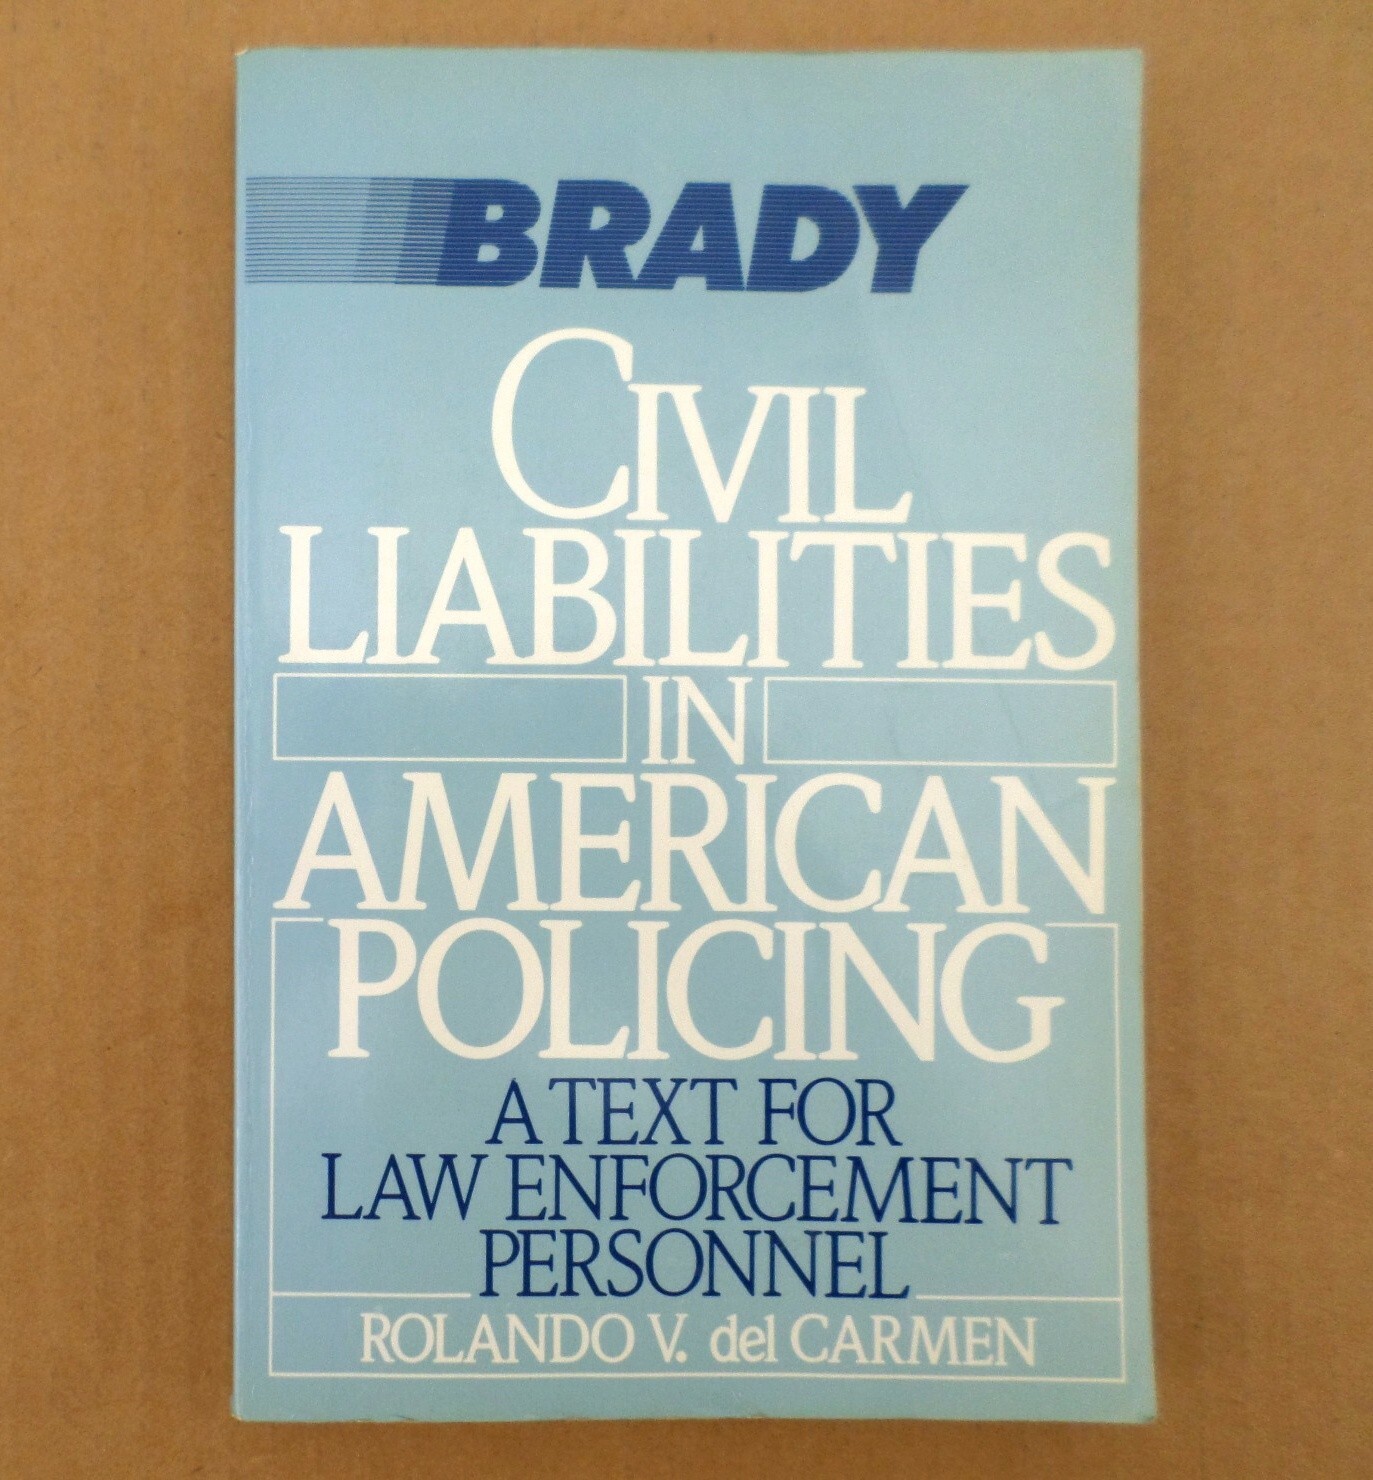 BRADY
CIVIL
LIABILITIES
IN
AMERICAN
POLICING
A TEXT FOR
LAW ENFORCEMENT
PERSONNEL
ROLANDO V. del CARMEN